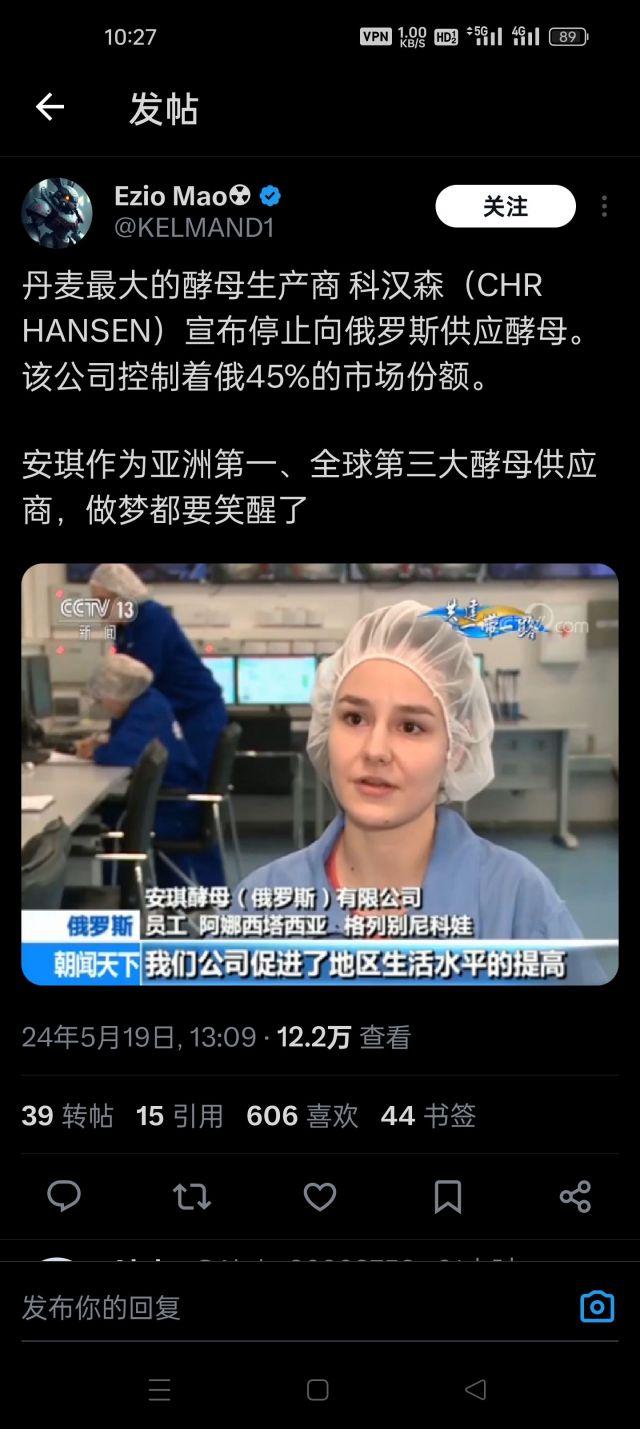 10:27 VPN 1.00 KB/S HD 5G 4G 89
发帖
Ezio Mao☢
关注
@KELMAND1
丹麦最大的酵母生产商 科汉森（CHR
HANSEN）宣布停止向俄罗斯供应酵母。
该公司控制着俄45%的市场份额。
安琪作为亚洲第一、全球第三大酵母供应
商，做梦都要笑醒了
CCTV 13
新闻
共建一带一路
com
安琪酵母（俄罗斯）有限公司
俄罗斯 员工 阿娜西塔西亚 格列别尼科娃
朝闻天下 我们公司促进了地区生活水平的提高
24年5月19日, 13:09 · 12.2万 查看
39 转帖 15 引用 606 喜欢 44 书签
发布你的回复